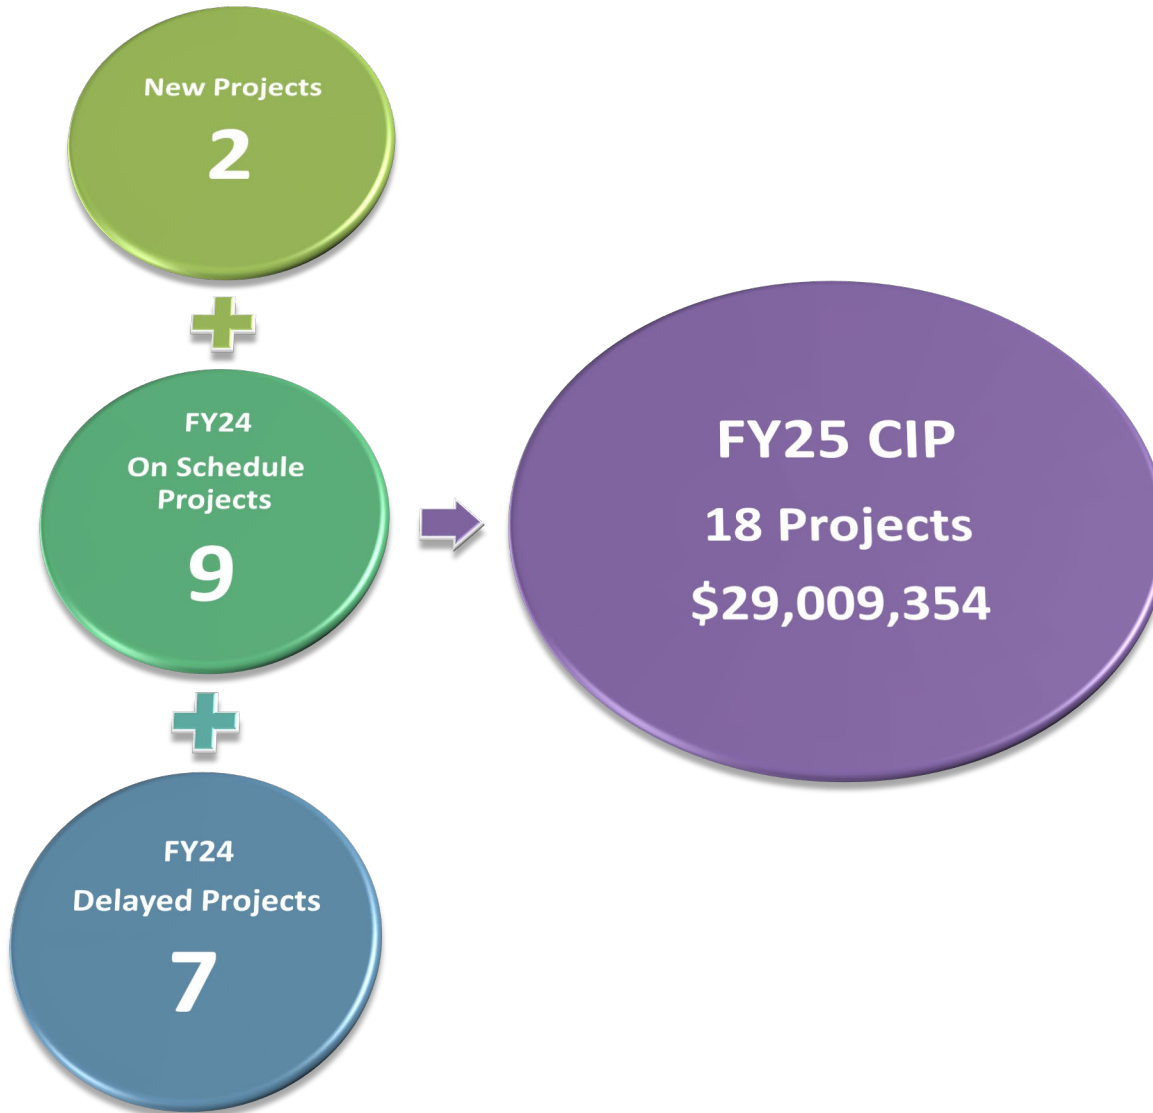 New Projects
2
FY24
On Schedule
Projects
9
FY24
Delayed Projects
7
FY25 CIP
18 Projects
$29,009,354